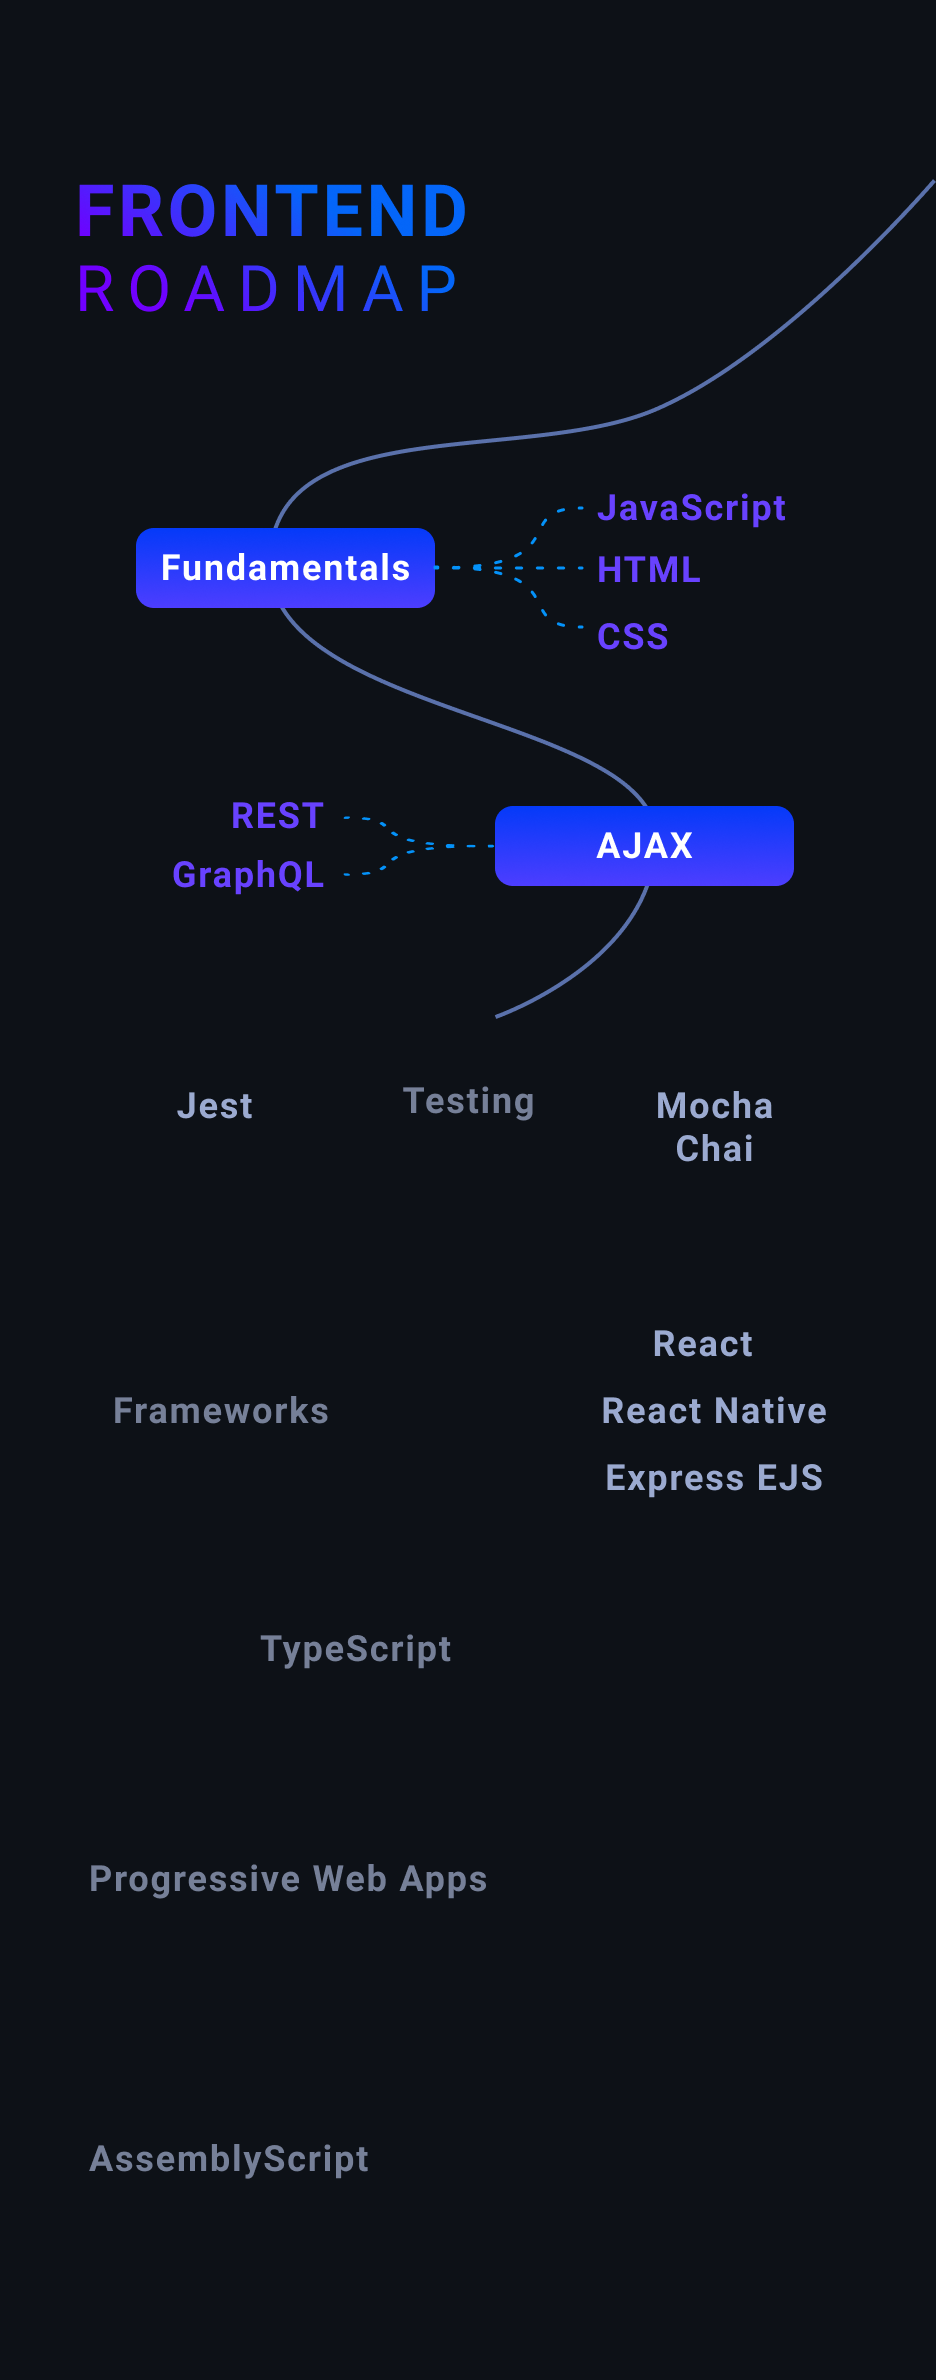 FRONTEND
ROADMAP
JavaScript
Fundamentals
HTML
CSS
REST
AJAX
GraphQL
Jest
Testing
Mocha
Chai
React
Frameworks
React Native
Express EJS
TypeScript
Progressive Web Apps
AssemblyScript